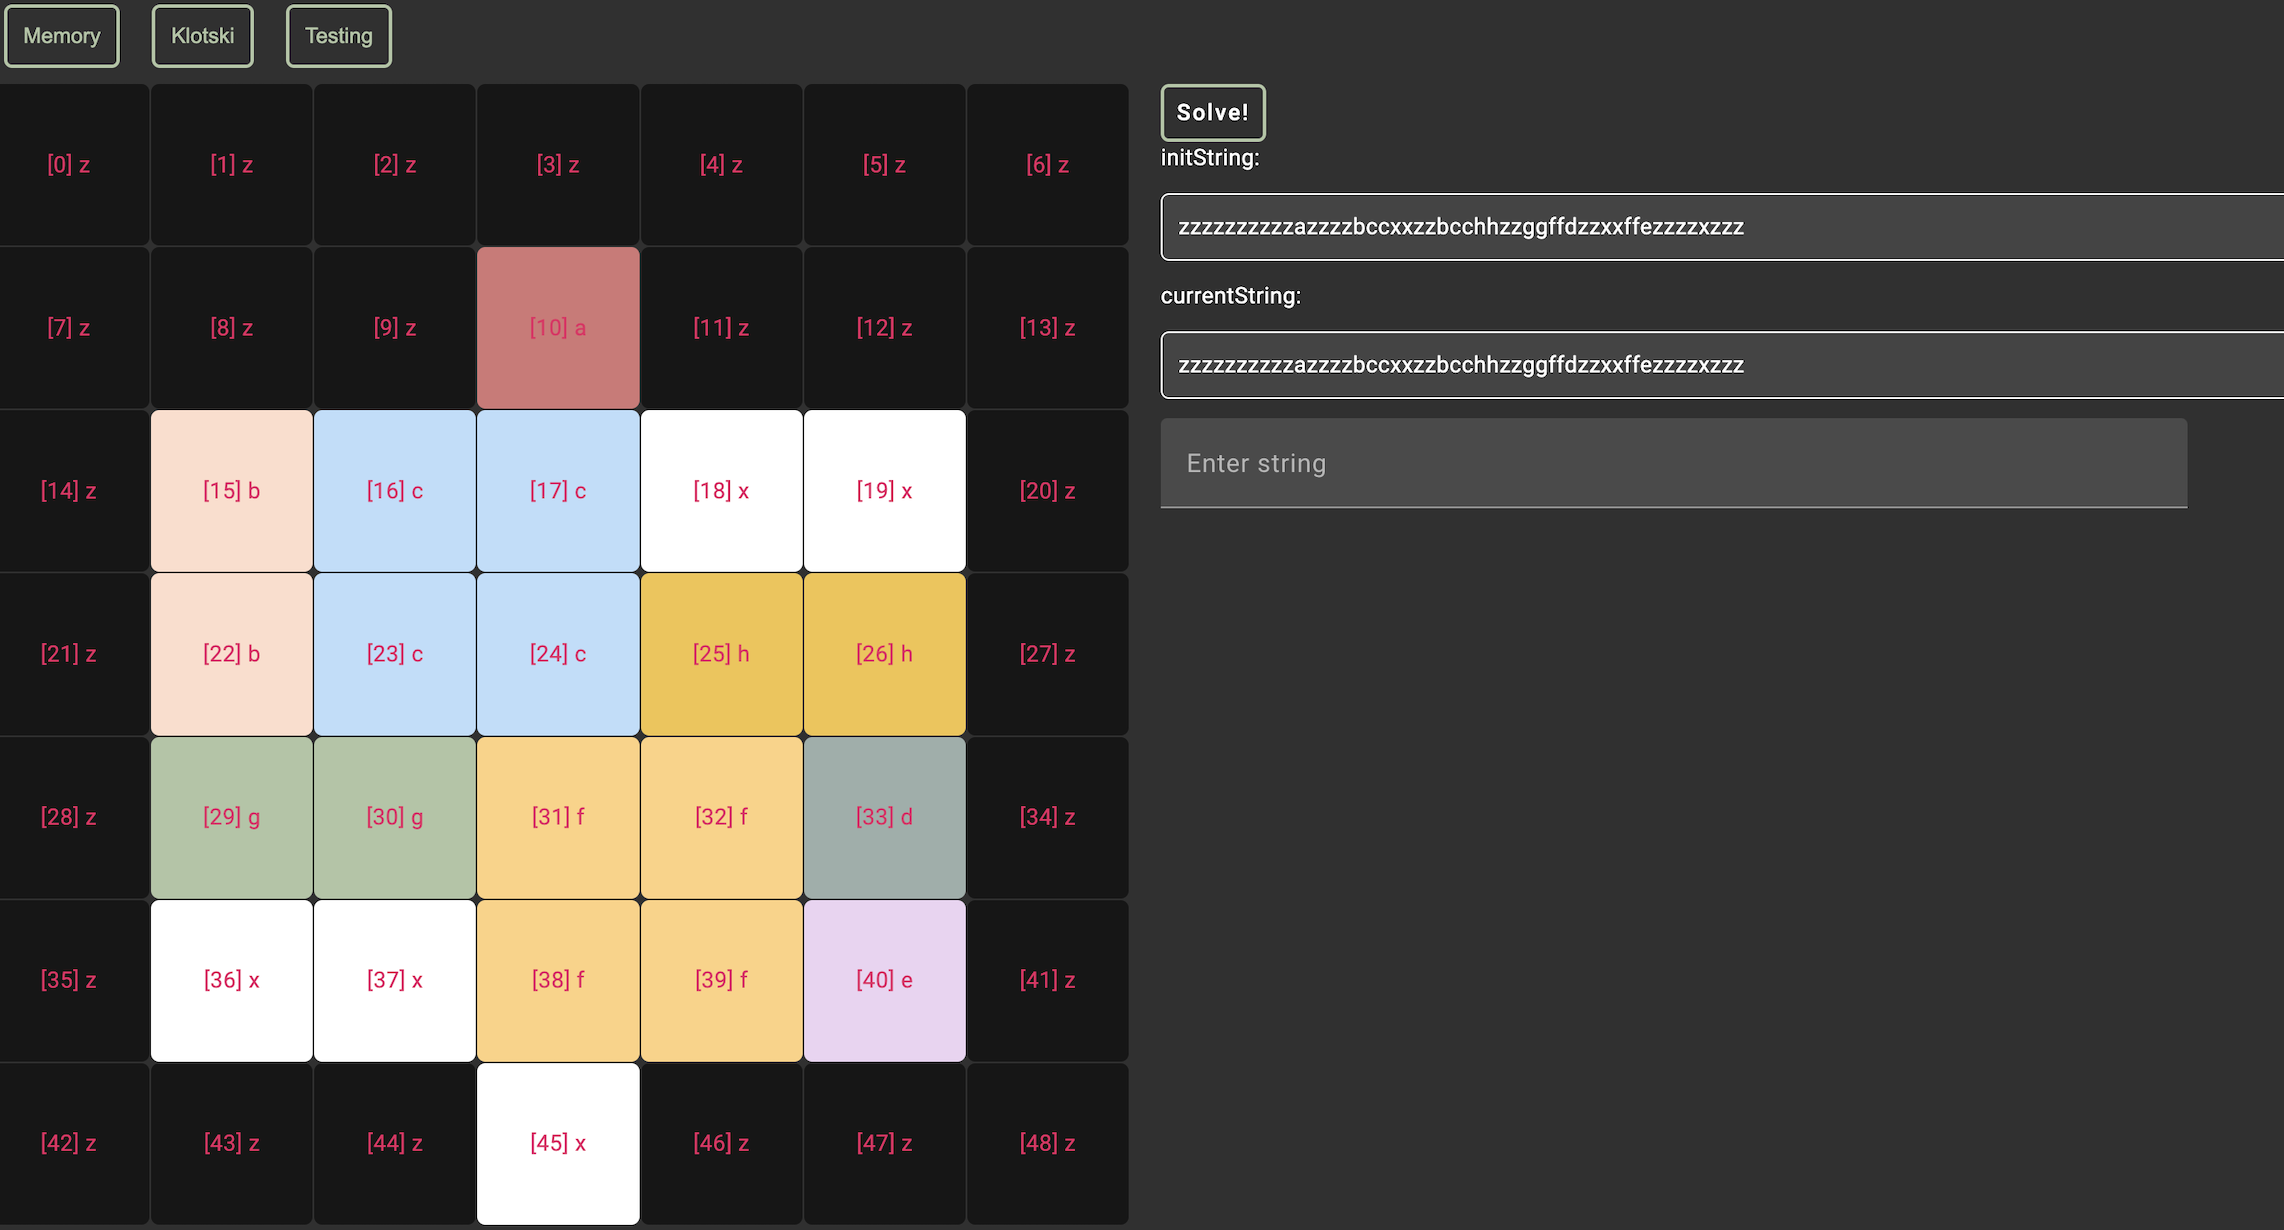 Memory Klotski Testing
[0] z [1] z [2] z [3] z [4] z [5] z [6] z
[7] z [8] z [9] z [10] a [11] z [12] z [13] z
[14] z [15] b [16] c [17] c [18] x [19] x [20] z
[21] z [22] b [23] c [24] c [25] h [26] h [27] z
[28] z [29] g [30] g [31] f [32] f [33] d [34] z
[35] z [36] x [37] x [38] f [39] f [40] e [41] z
[42] z [43] z [44] z [45] x [46] z [47] z [48] z
Solve!
initString:
zzzzzzzzzzazzzzbccxxzzbcchhzzggffdzzxxffezzzzxzzz
currentString:
zzzzzzzzzzazzzzbccxxzzbcchhzzggffdzzxxffezzzzxzzz
Enter string